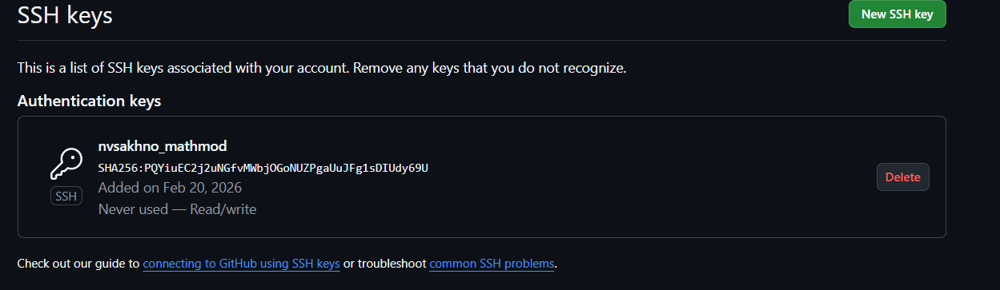 SSH keys
New SSH key
This is a list of SSH keys associated with your account. Remove any keys that you do not recognize.
Authentication keys
nvsakhno_mathmod
SHA256:PQYiuEC2j2uNGfvMWbjOGoNUZPgaUuJFg1sDIUdy69U
SSH
Added on Feb 20, 2026
Never used — Read/write
Delete
Check out our guide to connecting to GitHub using SSH keys or troubleshoot common SSH problems.